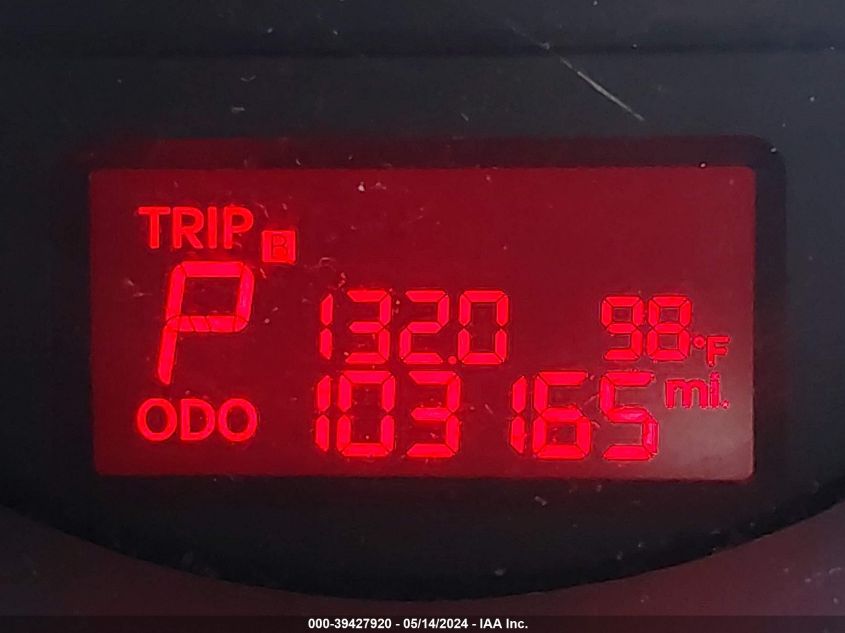 TRIP B
P 132.0 98°F
ODO 103165 mi.
000-39427920 - 05/14/2024 - IAA Inc.